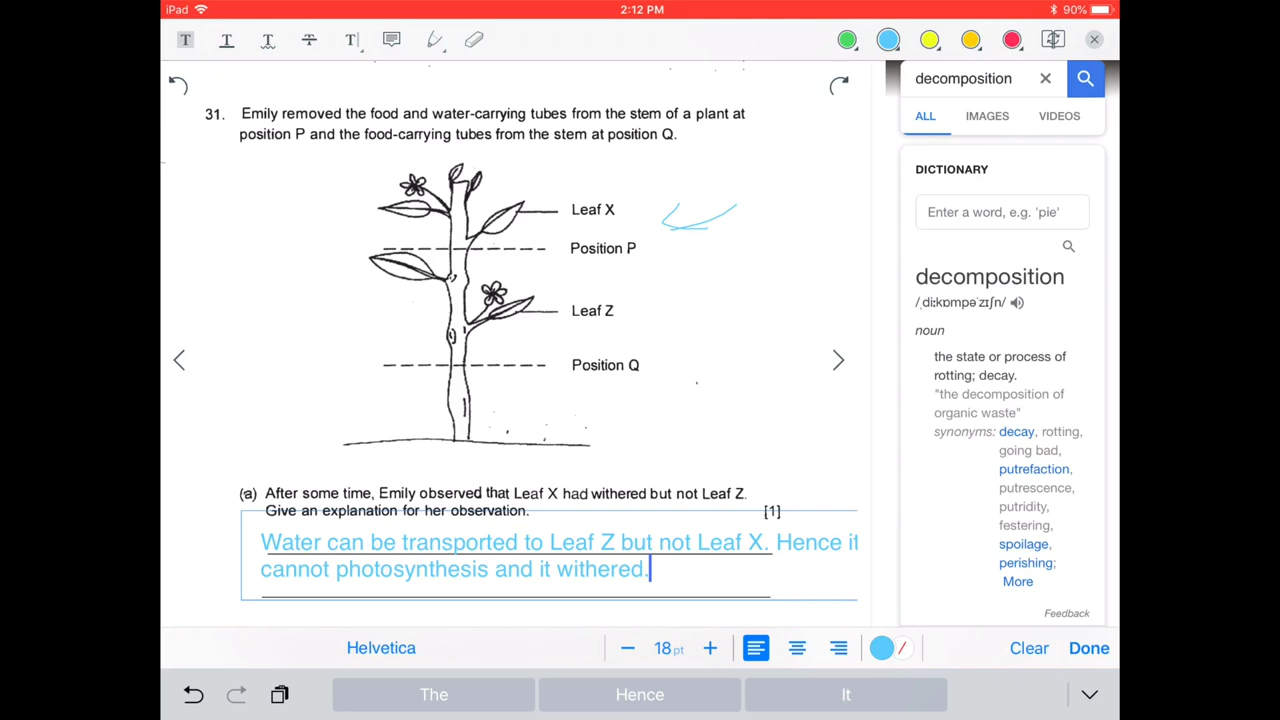 iPad
2:12 PM
90%
T T T T T
decomposition
ALL IMAGES VIDEOS
31. Emily removed the food and water-carrying tubes from the stem of a plant at
position P and the food-carrying tubes from the stem at position Q.
Leaf X
Position P
Leaf Z
Position Q
(a) After some time, Emily observed that Leaf X had withered but not Leaf Z.
Give an explanation for her observation. [1]
Water can be transported to Leaf Z but not Leaf X. Hence it
cannot photosynthesis and it withered.
DICTIONARY
Enter a word, e.g. 'pie'
decomposition
/ˌdiːkɒmpəˈzɪʃn/
noun
the state or process of
rotting; decay.
"the decomposition of
organic waste"
synonyms: decay, rotting,
going bad,
putrefaction,
putrescence,
putridity,
festering,
spoilage,
perishing;
More
Feedback
Helvetica
− 18pt +
Clear Done
The Hence It